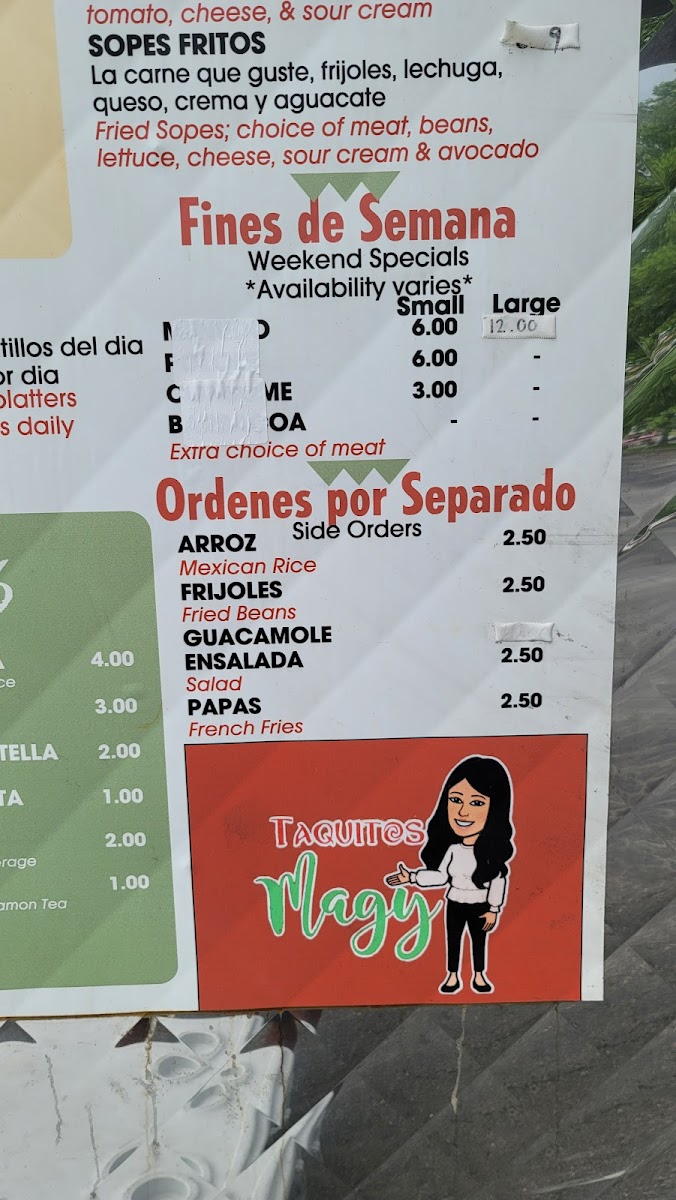 tomato, cheese, & sour cream
SOPES FRITOS 9
La carne que guste, frijoles, lechuga,
queso, crema y aguacate
Fried Sopes; choice of meat, beans,
lettuce, cheese, sour cream & avocado
Fines de Semana
Weekend Specials
*Availability varies*
Small Large
6.00 12.00
6.00 -
3.00 -
- -
Extra choice of meat
tillos del dia
or dia
platters
s daily
Ordenes por Separado
Side Orders
ARROZ 2.50
Mexican Rice
FRIJOLES 2.50
Fried Beans
GUACAMOLE
ENSALADA 2.50
Salad
PAPAS 2.50
French Fries
4.00
3.00
TELLA 2.00
TA 1.00
2.00
erage
1.00
amon Tea
TAQUITOS
Magy